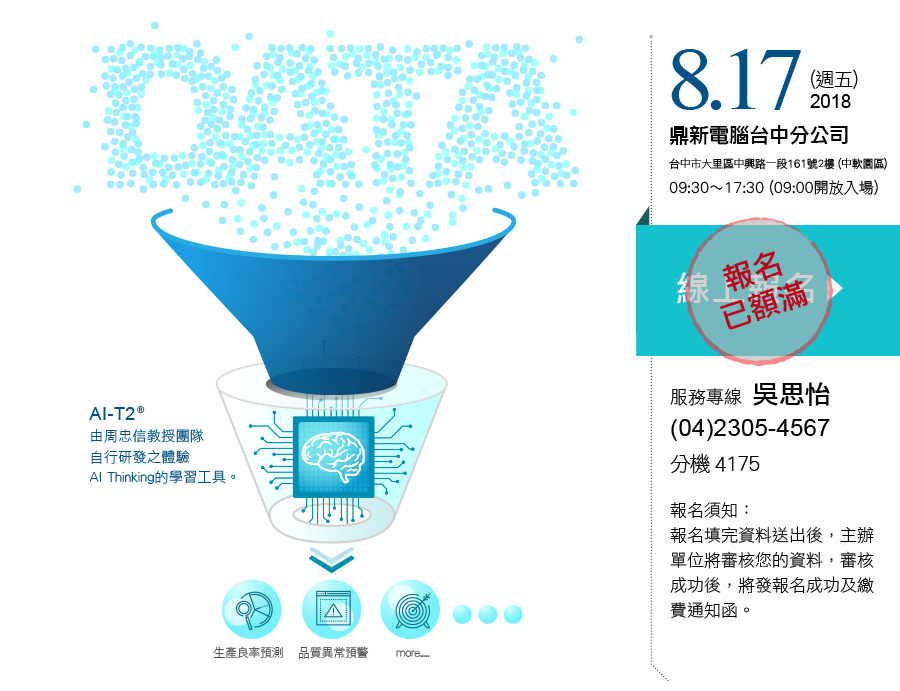 DATA
AI-T2®
由周忠信教授團隊
自行研發之體驗
AI Thinking的學習工具。
生產良率預測
品質異常預警
more.....
8.17
(週五)
2018
鼎新電腦台中分公司
台中市大里區中興路一段161號2樓 (中軟園區)
09:30～17:30 (09:00開放入場)
線上報名
報名
已額滿
服務專線 吳思怡
(04)2305-4567
分機 4175
報名須知：
報名填完資料送出後，主辦
單位將審核您的資料，審核
成功後，將發報名成功及繳
費通知函。